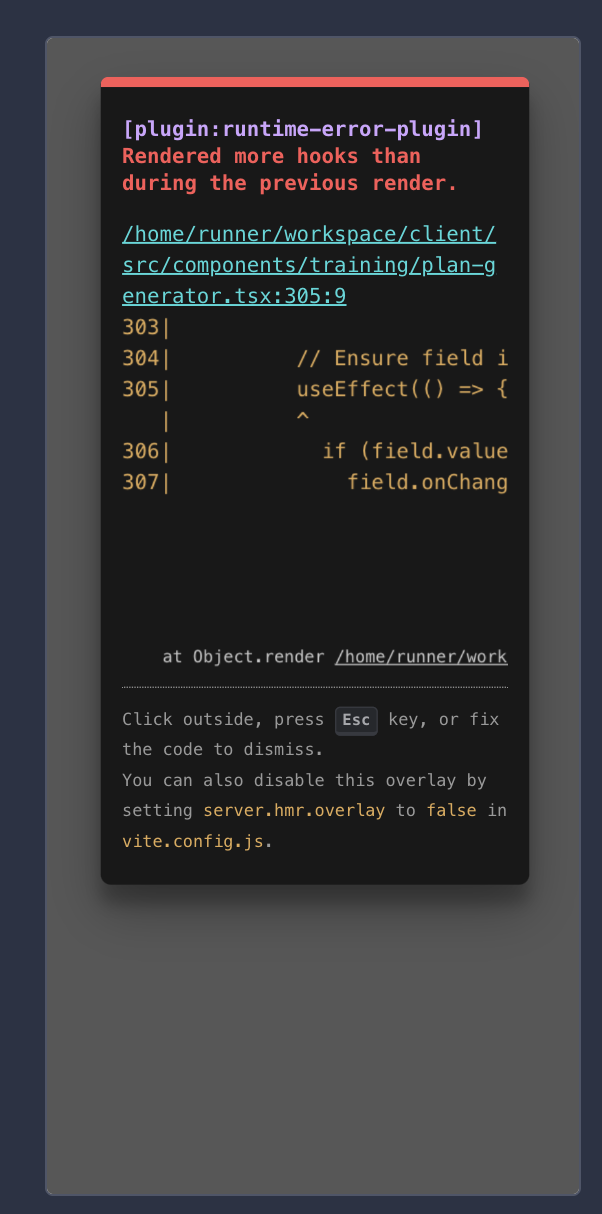 [plugin:runtime-error-plugin]
Rendered more hooks than
during the previous render.
/home/runner/workspace/client/
src/components/training/plan-g
enerator.tsx:305:9
303|
304|          // Ensure field i
305|          useEffect(() => {
   |          ^
306|            if (field.value
307|              field.onChang
at Object.render /home/runner/work
Click outside, press Esc key, or fix
the code to dismiss.
You can also disable this overlay by
setting server.hmr.overlay to false in
vite.config.js.